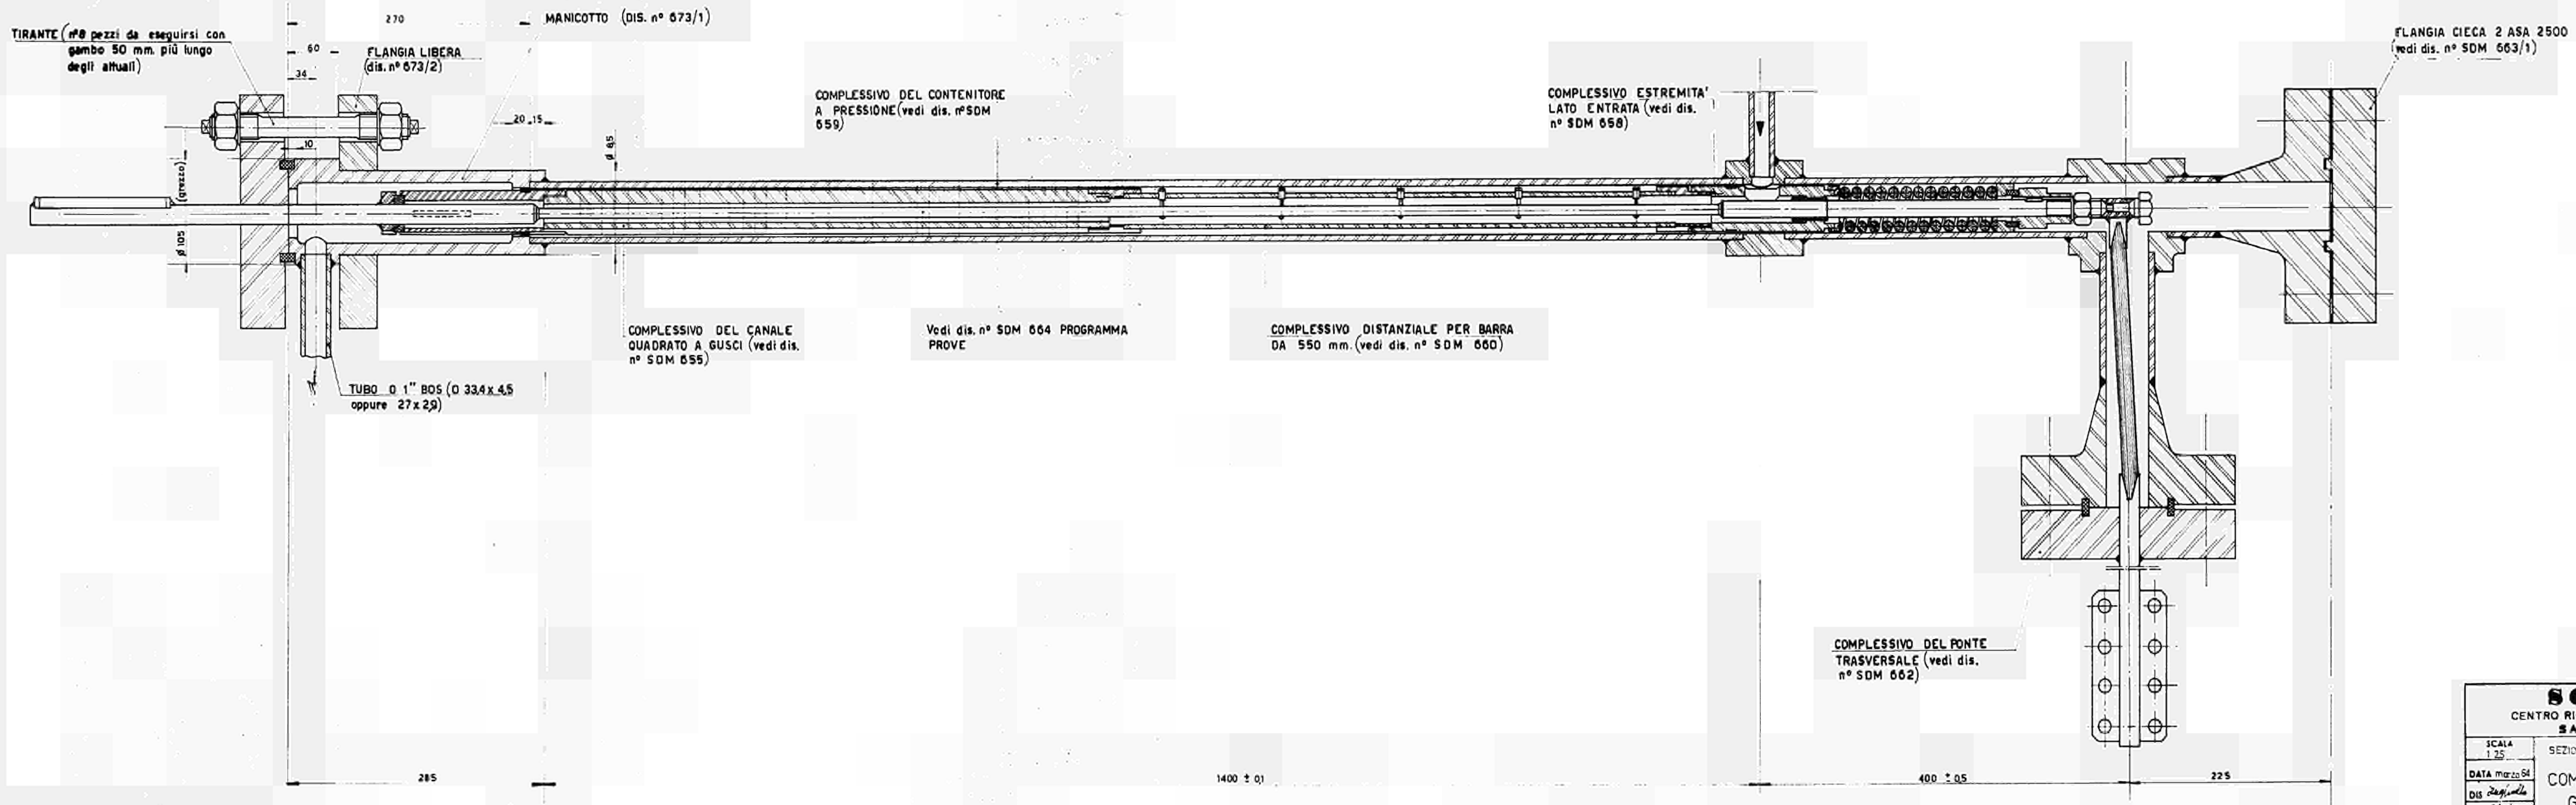 270
MANICOTTO (DIS. nº 673/1)
TIRANTE (nº8 pezzi da eseguirsi con
gambo 50 mm. più lungo
degli attuali)
60
34
FLANGIA LIBERA
(dis. nº 673/2)
FLANGIA CIECA 2 ASA 2500
(vedi dis. nº SDM 663/1)
COMPLESSIVO DEL CONTENITORE
A PRESSIONE (vedi dis. nº SDM
659)
COMPLESSIVO ESTREMITA'
LATO ENTRATA (vedi dis.
nº SDM 658)
20 15
10
Ø 85
Ø 105 (grezzo)
COMPLESSIVO DEL CANALE
QUADRATO A GUSCI (vedi dis.
nº SDM 655)
Vedi dis. nº SDM 664 PROGRAMMA
PROVE
COMPLESSIVO DISTANZIALE PER BARRA
DA 550 mm. (vedi dis. nº SDM 660)
TUBO O 1" BOS (O 33,4 x 4,5
oppure 27 x 2,9)
COMPLESSIVO DEL PONTE
TRASVERSALE (vedi dis.
nº SDM 662)
285
1400 ± 0,1
400 ± 0,5
225
CENTRO RI
SA
SCALA
1:2,5
SEZIO
DATA marzo 64
COM
DIS